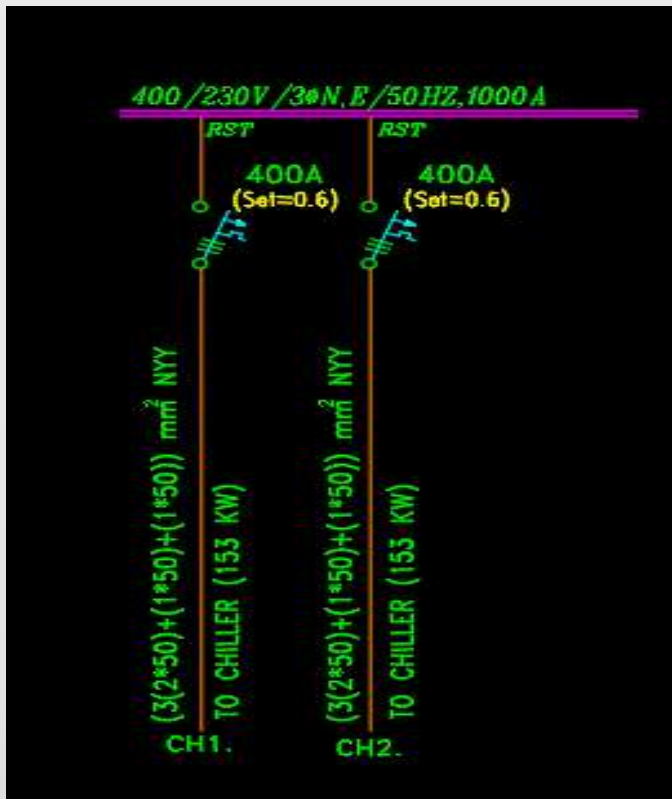 400/230V/3øN,E/50HZ,1000A
RST
400A
(Set=0.6)
(3(2*50)+(1*50)+(1*50)) mm² NYY
TO CHILLER (153 KW)
CH1.
RST
400A
(Set=0.6)
(3(2*50)+(1*50)+(1*50)) mm² NYY
TO CHILLER (153 KW)
CH2.